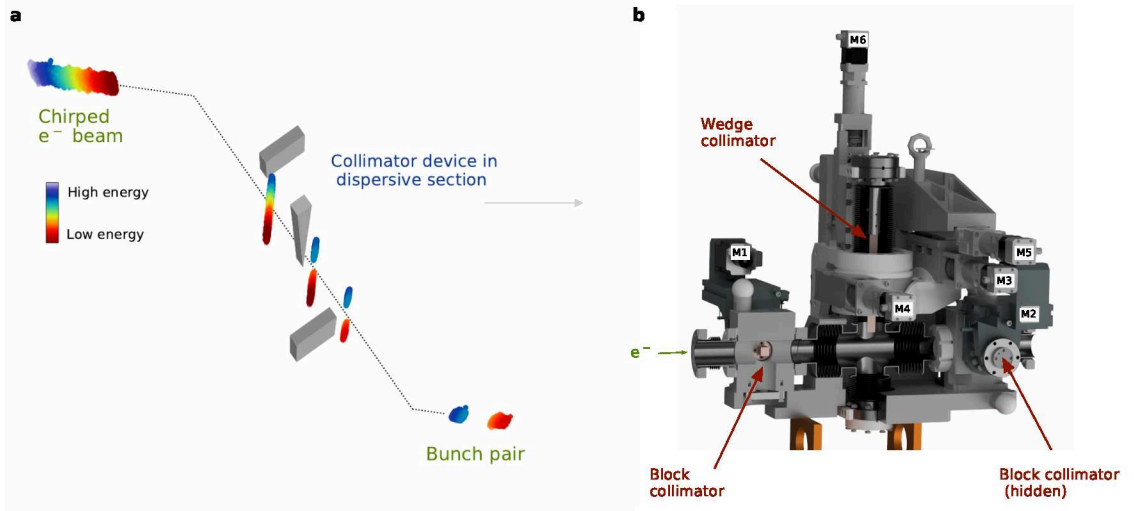 a
Chirped
e⁻ beam
High energy
Low energy
Collimator device in
dispersive section
Bunch pair
b
M6
Wedge
collimator
M1
M5
M3
M4
M2
e⁻
Block
collimator
Block collimator
(hidden)